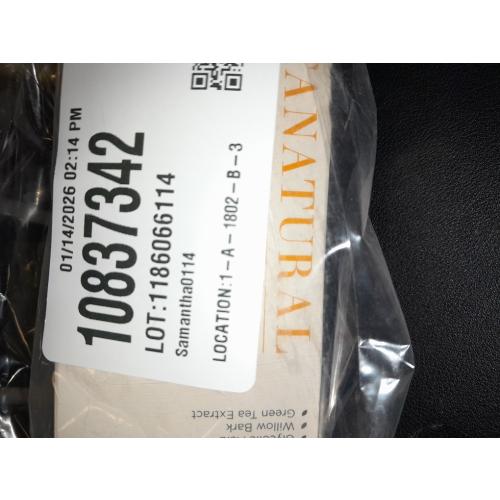 01/14/2026 02:14 PM
10837342
LOT:1186066114
Samantha0114
LOCATION:1-A-1802-B-3
ANATURAL
Willow Bark
Green Tea Extract